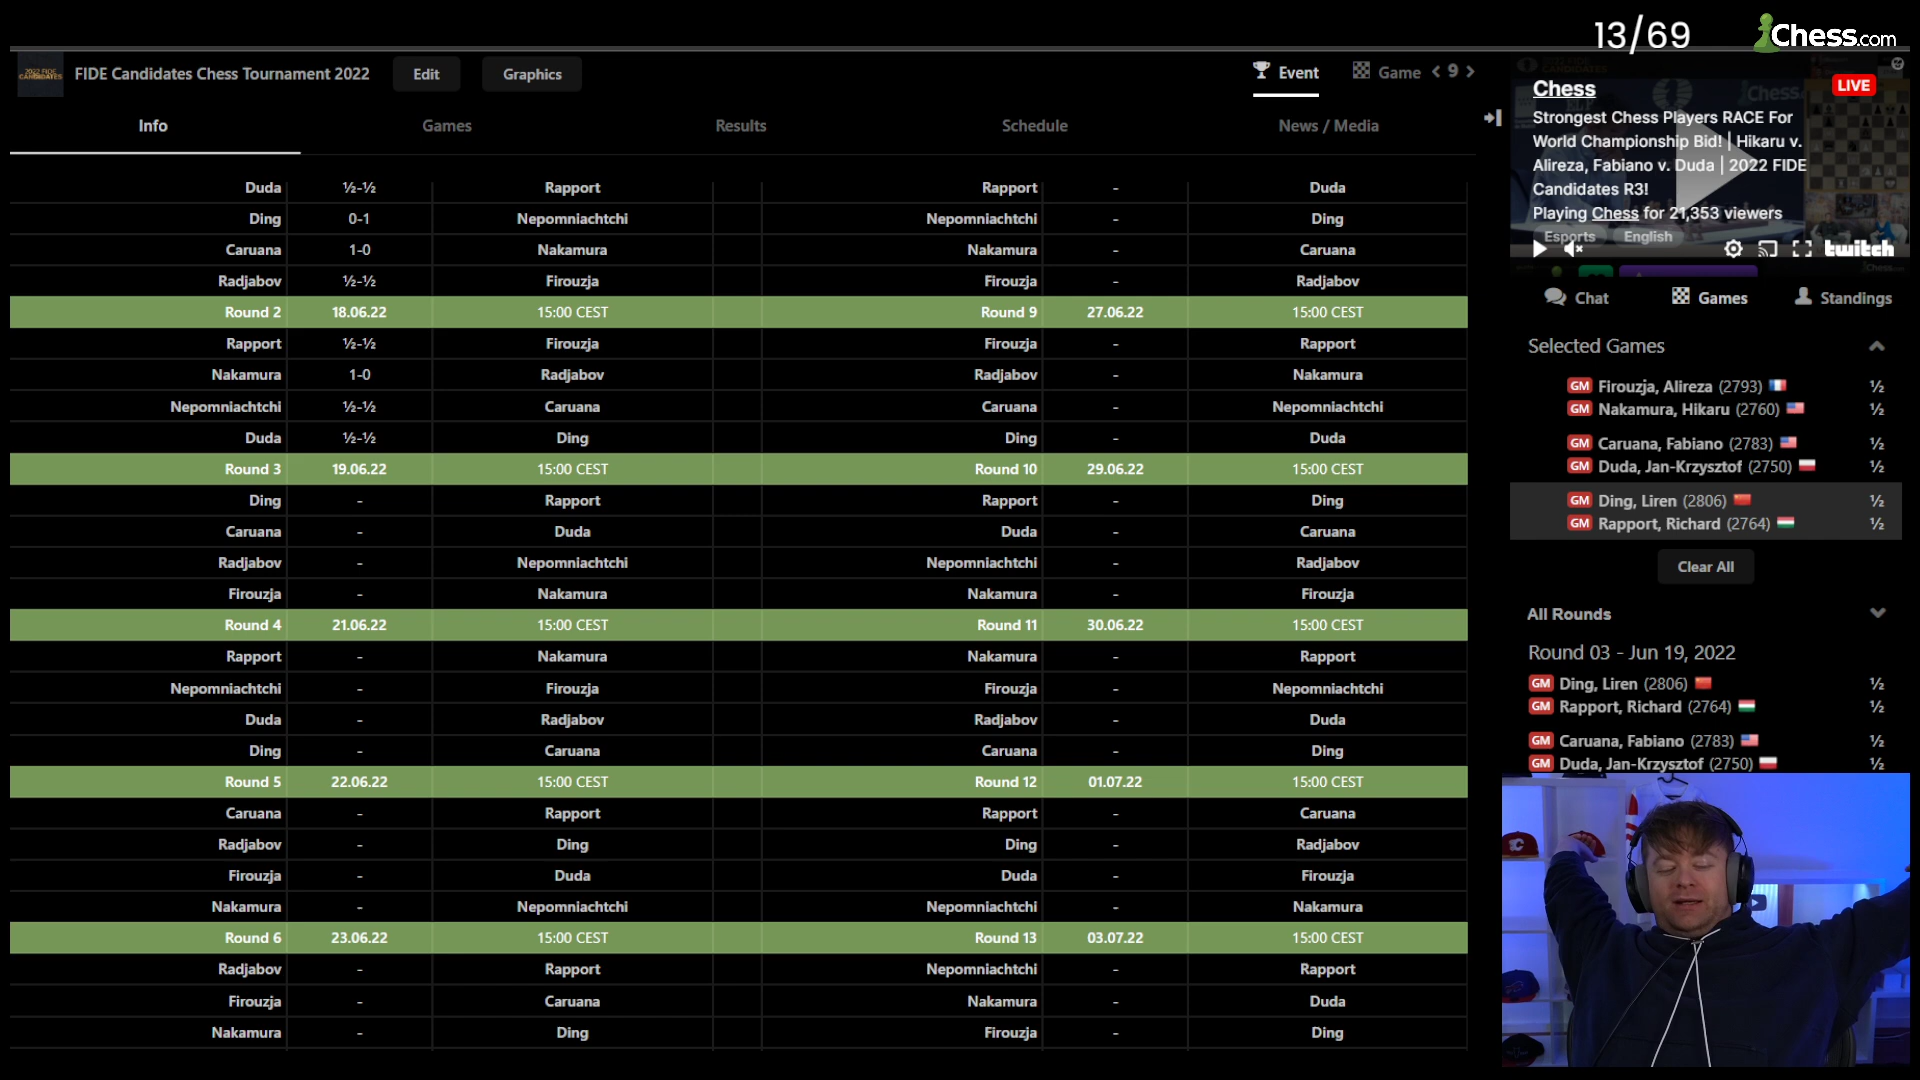 13/69
Chess.com
2022 FIDE
CANDIDATES
FIDE Candidates Chess Tournament 2022
Edit
Graphics
Event
Game < 9 >
Info
Games
Results
Schedule
News / Media
Duda ½-½ Rapport Rapport - Duda
Ding 0-1 Nepomniachtchi Nepomniachtchi - Ding
Caruana 1-0 Nakamura Nakamura - Caruana
Radjabov ½-½ Firouzja Firouzja - Radjabov
Round 2 18.06.22 15:00 CEST Round 9 27.06.22 15:00 CEST
Rapport ½-½ Firouzja Firouzja - Rapport
Nakamura 1-0 Radjabov Radjabov - Nakamura
Nepomniachtchi ½-½ Caruana Caruana - Nepomniachtchi
Duda ½-½ Ding Ding - Duda
Round 3 19.06.22 15:00 CEST Round 10 29.06.22 15:00 CEST
Ding - Rapport Rapport - Ding
Caruana - Duda Duda - Caruana
Radjabov - Nepomniachtchi Nepomniachtchi - Radjabov
Firouzja - Nakamura Nakamura - Firouzja
Round 4 21.06.22 15:00 CEST Round 11 30.06.22 15:00 CEST
Rapport - Nakamura Nakamura - Rapport
Nepomniachtchi - Firouzja Firouzja - Nepomniachtchi
Duda - Radjabov Radjabov - Duda
Ding - Caruana Caruana - Ding
Round 5 22.06.22 15:00 CEST Round 12 01.07.22 15:00 CEST
Caruana - Rapport Rapport - Caruana
Radjabov - Ding Ding - Radjabov
Firouzja - Duda Duda - Firouzja
Nakamura - Nepomniachtchi Nepomniachtchi - Nakamura
Round 6 23.06.22 15:00 CEST Round 13 03.07.22 15:00 CEST
Radjabov - Rapport Nepomniachtchi - Rapport
Firouzja - Caruana Nakamura - Duda
Nakamura - Ding Firouzja - Ding
Chess
LIVE
Strongest Chess Players RACE For
World Championship Bid! | Hikaru v.
Alireza, Fabiano v. Duda | 2022 FIDE
Candidates R3!
Playing Chess for 21,353 viewers
Esports English
twitch
Chat
Games
Standings
Selected Games
GM Firouzja, Alireza (2793) ½
GM Nakamura, Hikaru (2760) ½
GM Caruana, Fabiano (2783) ½
GM Duda, Jan-Krzysztof (2750) ½
GM Ding, Liren (2806) ½
GM Rapport, Richard (2764) ½
Clear All
All Rounds
Round 03 - Jun 19, 2022
GM Ding, Liren (2806) ½
GM Rapport, Richard (2764) ½
GM Caruana, Fabiano (2783) ½
GM Duda, Jan-Krzysztof (2750) ½